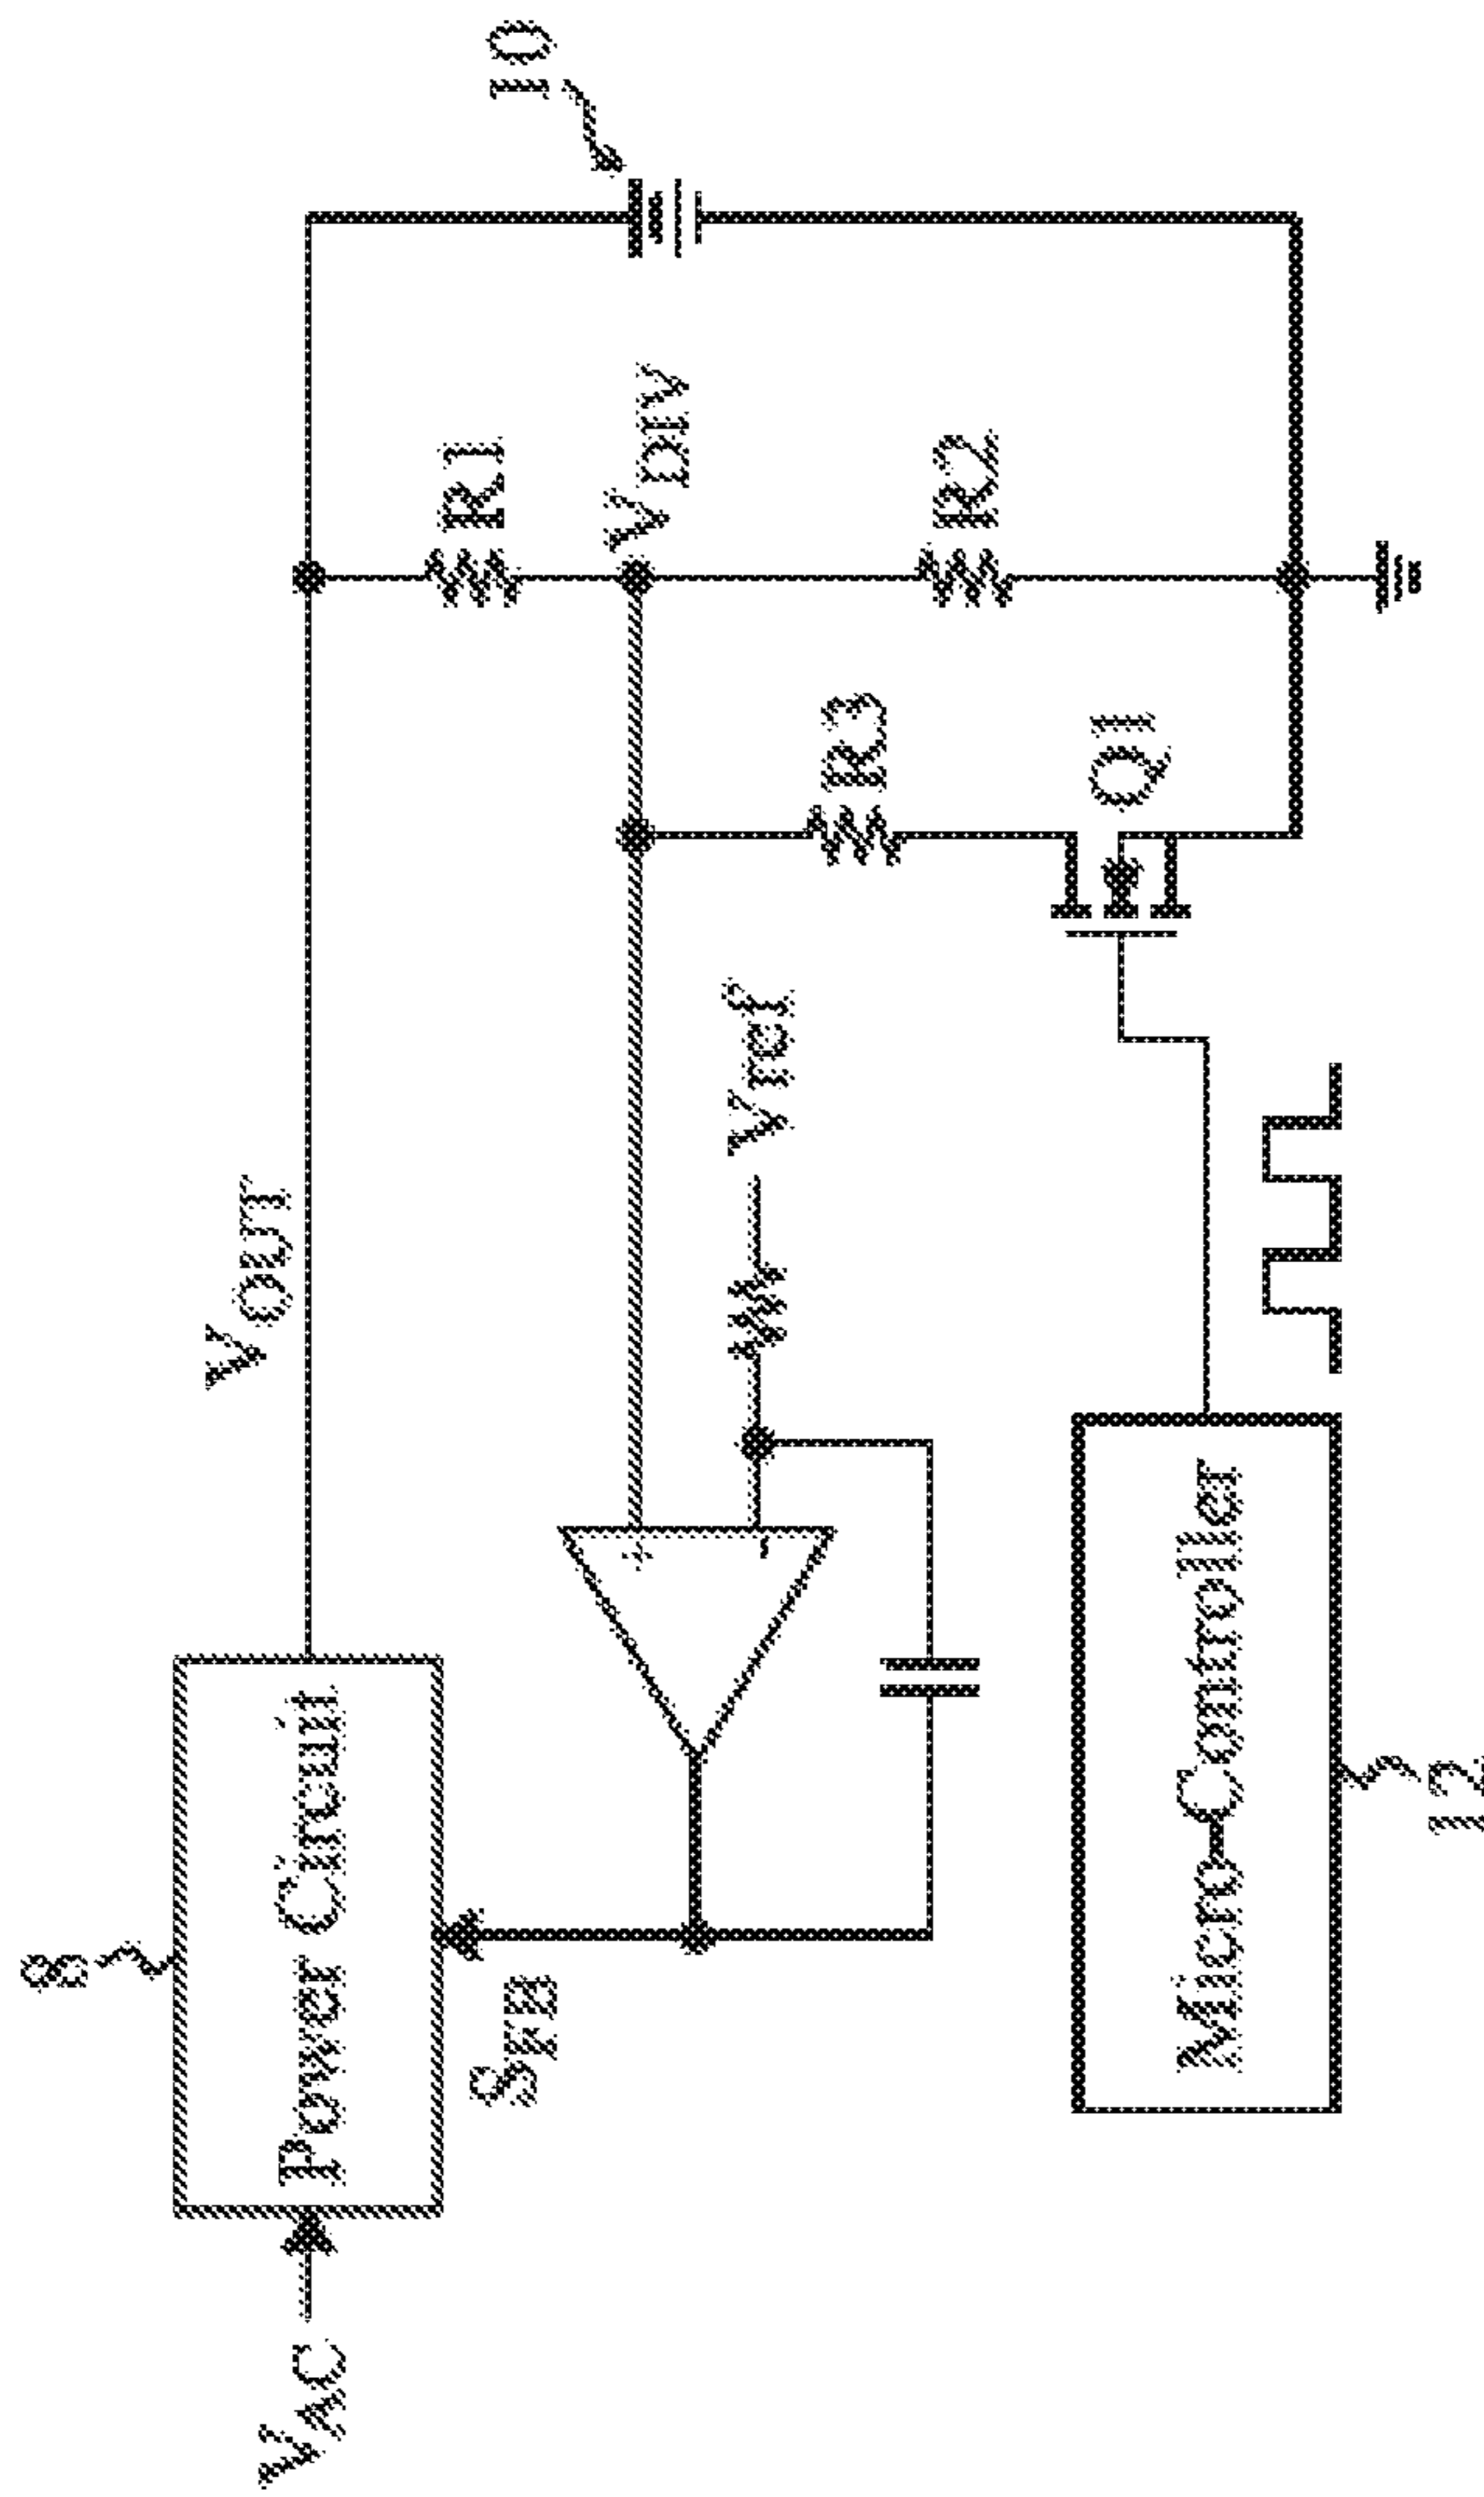 8
VAC
Power Circuit
VOUT
10
SFB
R1
VDIV
Vref
R3
R2
Q1
Micro-Controller
12
+
-